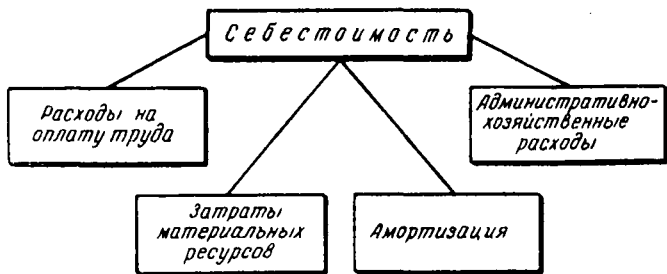 Себестоимость
Расходы на
оплату труда
Административно-
хозяйственные
расходы
Затраты
материальных
ресурсов
Амортизация